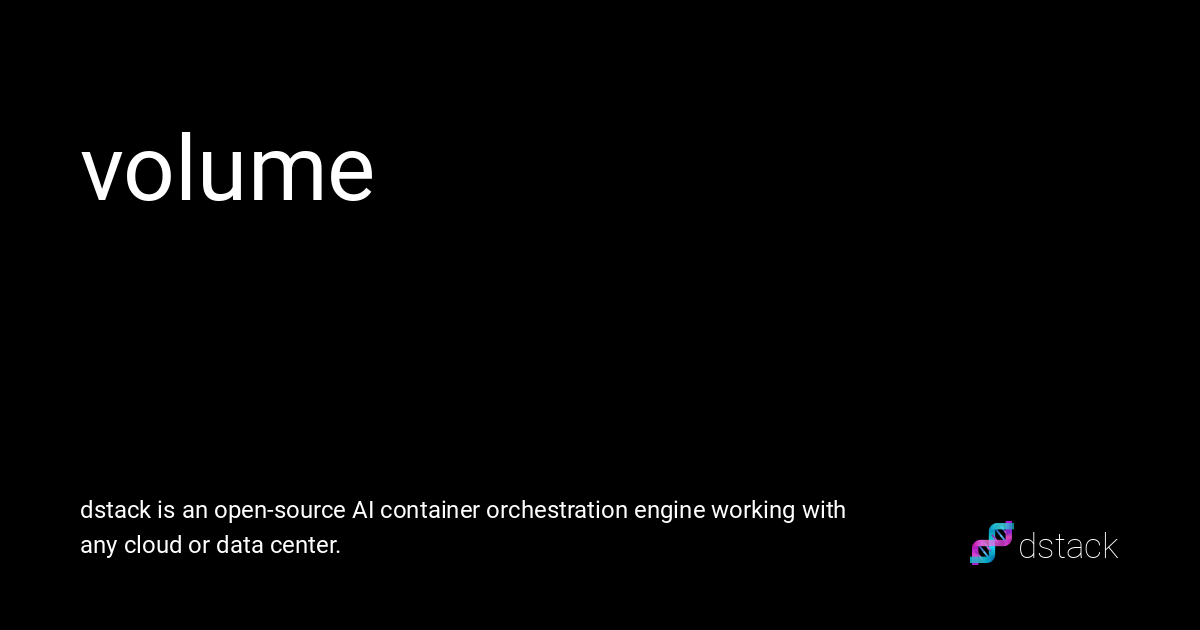 volume
dstack is an open-source AI container orchestration engine working with
any cloud or data center.
dstack